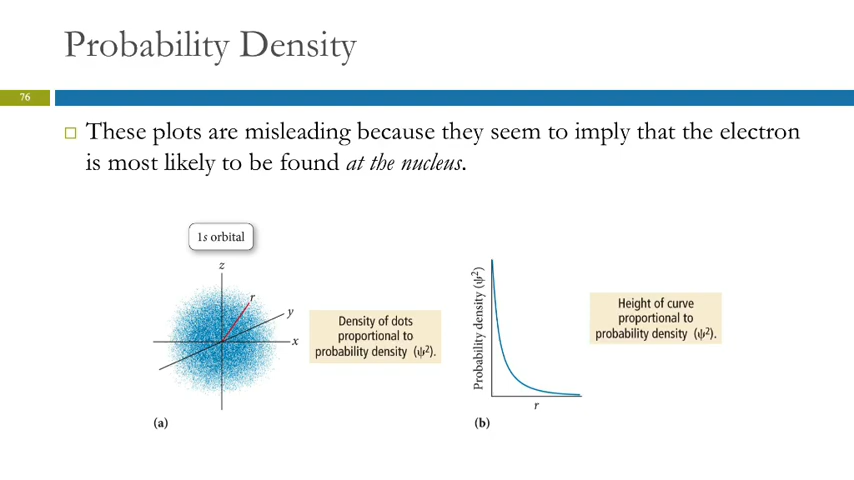 Probability Density
76
These plots are misleading because they seem to imply that the electron
is most likely to be found at the nucleus.
1s orbital
z
r
y
x
Density of dots
proportional to
probability density (ψ²).
(a)
Probability density (ψ²)
r
Height of curve
proportional to
probability density (ψ²).
(b)